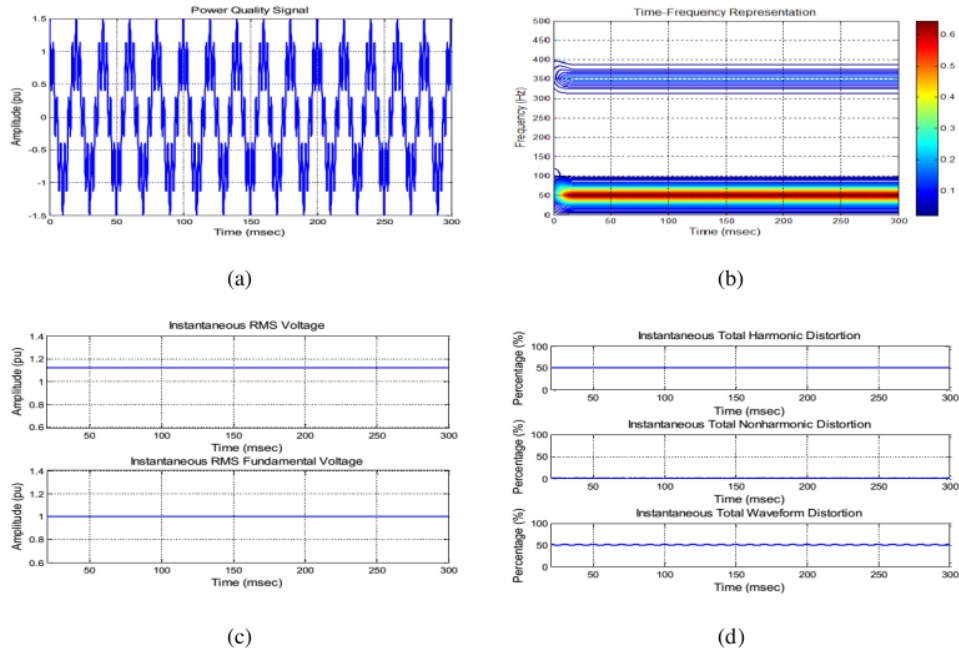 Power Quality Signal
1.5
1
0.5
0
-0.5
-1
-1.5
Amplitude (pu)
0 50 100 150 200 250 300
Time (msec)
(a)
Time-Frequency Representation
500
450
400
350
300
250
200
150
100
50
0
Frequency (Hz)
0 50 100 150 200 250 300
Time (msec)
0.6
0.5
0.4
0.3
0.2
0.1
(b)
Instantaneous RMS Voltage
1.4
1.2
1
0.8
0.6
Amplitude (pu)
50 100 150 200 250 300
Time (msec)
Instantaneous RMS Fundamental Voltage
1.4
1.2
1
0.8
0.6
Amplitude (pu)
50 100 150 200 250 300
Time (msec)
(c)
Instantaneous Total Harmonic Distortion
100
50
0
Percentage (%)
50 100 150 200 250 300
Time (msec)
Instantaneous Total Nonharmonic Distortion
100
50
0
Percentage (%)
50 100 150 200 250 300
Time (msec)
Instantaneous Total Waveform Distortion
100
50
0
Percentage (%)
50 100 150 200 250 300
Time (msec)
(d)